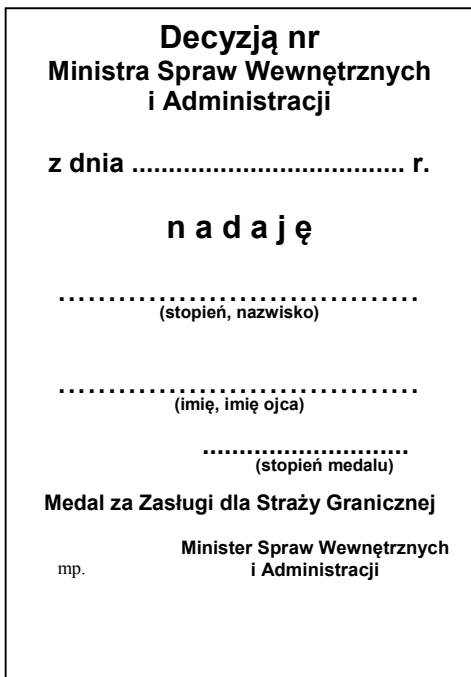 Decyzją nr
Ministra Spraw Wewnętrznych
i Administracji
z dnia ...................................... r.
n a d a j ę
....................................
(stopień, nazwisko)
....................................
(imię, imię ojca)
............................
(stopień medalu)
Medal za Zasługi dla Straży Granicznej
Minister Spraw Wewnętrznych
mp. i Administracji